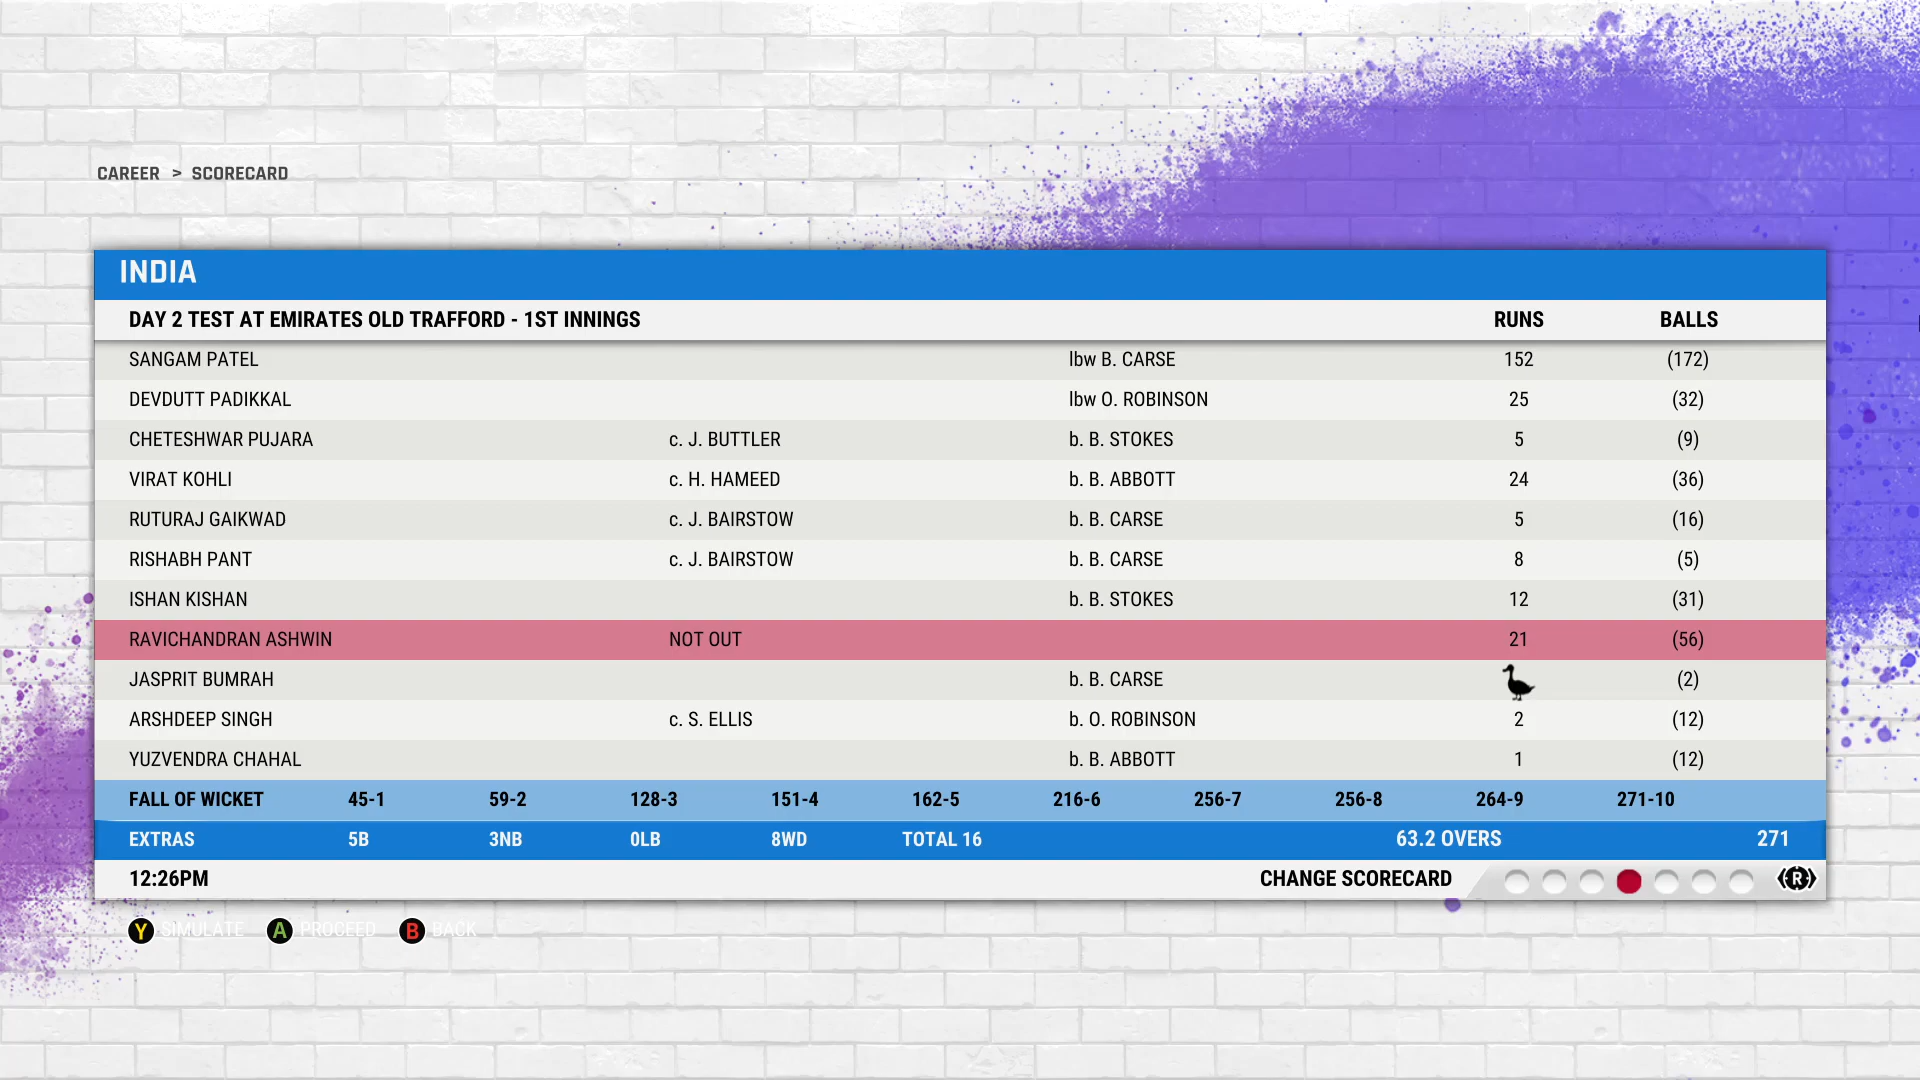 CAREER > SCORECARD
INDIA
DAY 2 TEST AT EMIRATES OLD TRAFFORD - 1ST INNINGS RUNS BALLS
SANGAM PATEL lbw B. CARSE 152 (172)
DEVDUTT PADIKKAL lbw O. ROBINSON 25 (32)
CHETESHWAR PUJARA c. J. BUTTLER b. B. STOKES 5 (9)
VIRAT KOHLI c. H. HAMEED b. B. ABBOTT 24 (36)
RUTURAJ GAIKWAD c. J. BAIRSTOW b. B. CARSE 5 (16)
RISHABH PANT c. J. BAIRSTOW b. B. CARSE 8 (5)
ISHAN KISHAN b. B. STOKES 12 (31)
RAVICHANDRAN ASHWIN NOT OUT 21 (56)
JASPRIT BUMRAH b. B. CARSE (2)
ARSHDEEP SINGH c. S. ELLIS b. O. ROBINSON 2 (12)
YUZVENDRA CHAHAL b. B. ABBOTT 1 (12)
FALL OF WICKET 45-1 59-2 128-3 151-4 162-5 216-6 256-7 256-8 264-9 271-10
EXTRAS 5B 3NB 0LB 8WD TOTAL 16 63.2 OVERS 271
12:26PM CHANGE SCORECARD R
Y SIMULATE A PROCEED B BACK